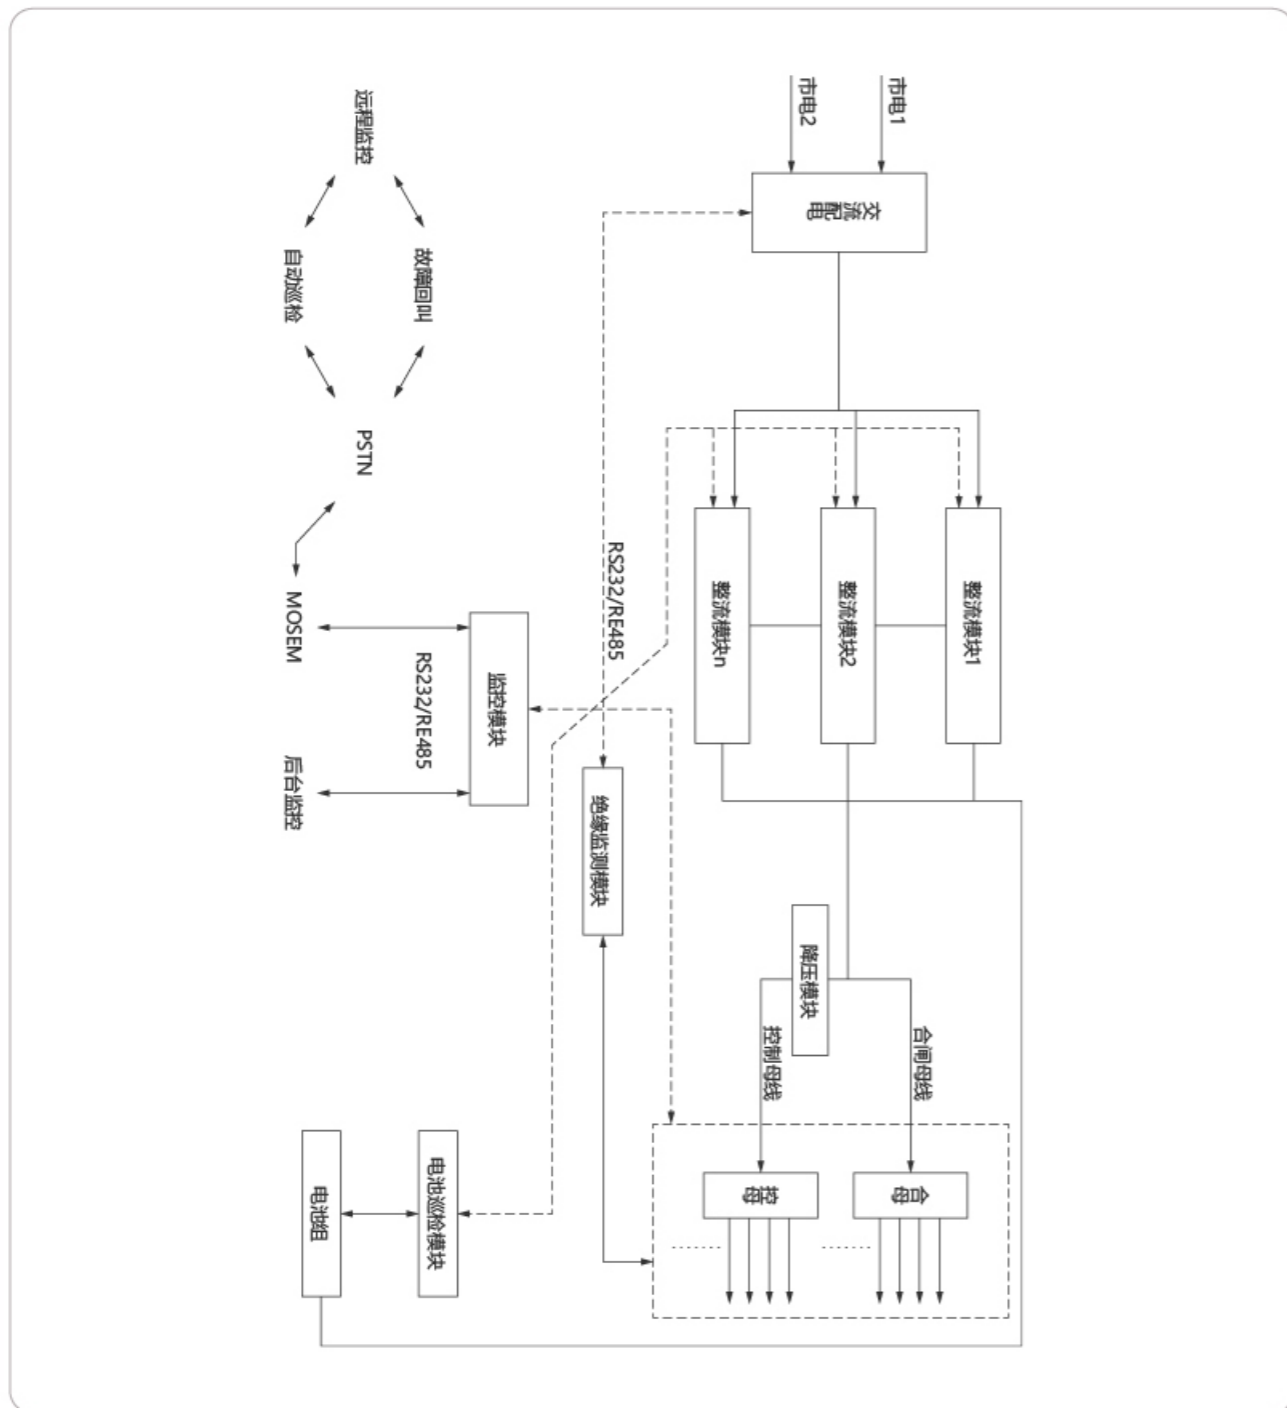 市电1
市电2
交流配电
整流模块1
整流模块2
整流模块n
降压模块
合闸母线
控制母线
合母
控母
RS232/RE485
绝缘监测模块
监控模块
RS232/RE485
远程监控
故障回叫
自动巡检
PSTN
MOSEM
后台监控
电池巡检模块
电池组